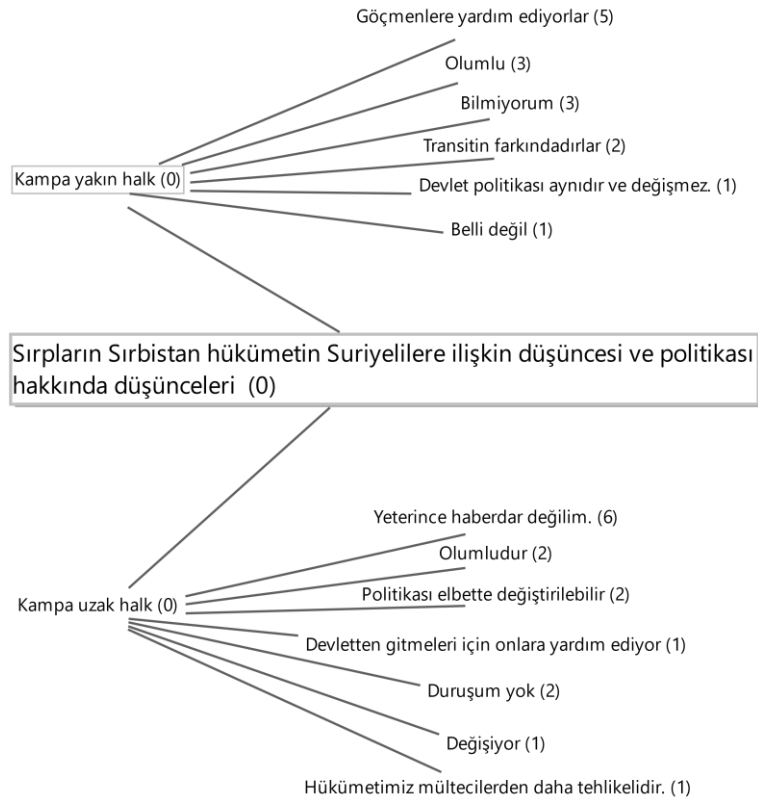 Göçmenlere yardım ediyorlar (5)
Olumlu (3)
Bilmiyorum (3)
Transitin farkındadırlar (2)
Kampa yakın halk (0)
Devlet politikası aynıdır ve değişmez. (1)
Belli değil (1)
Sırpların Sırbistan hükümetin Suriyelilere ilişkin düşüncesi ve politikası
hakkında düşünceleri (0)
Yeterince haberdar değilim. (6)
Olumludur (2)
Politikası elbette değiştirilebilir (2)
Kampa uzak halk (0)
Devletten gitmeleri için onlara yardım ediyor (1)
Duruşum yok (2)
Değişiyor (1)
Hükümetimiz mültecilerden daha tehlikelidir. (1)